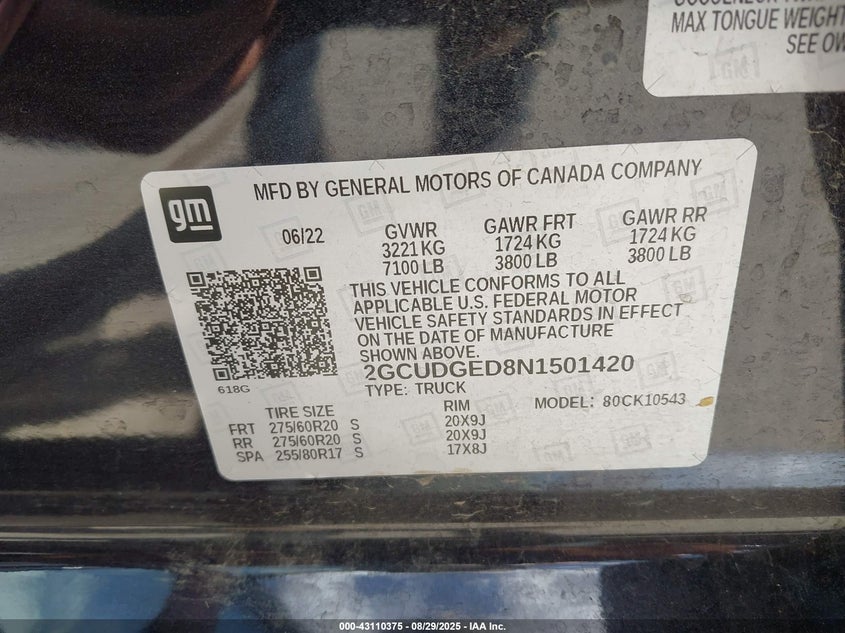 MAX TONGUE WEIGHT
SEE OW
gm
MFD BY GENERAL MOTORS OF CANADA COMPANY
06/22
GVWR GAWR FRT GAWR RR
3221 KG 1724 KG 1724 KG
7100 LB 3800 LB 3800 LB
THIS VEHICLE CONFORMS TO ALL
APPLICABLE U.S. FEDERAL MOTOR
VEHICLE SAFETY STANDARDS IN EFFECT
ON THE DATE OF MANUFACTURE
SHOWN ABOVE.
2GCUDGED8N1501420
618G
TYPE: TRUCK
MODEL: 80CK10543
TIRE SIZE RIM
FRT 275/60R20 S 20X9J
RR 275/60R20 S 20X9J
SPA 255/80R17 S 17X8J
000-43110375 - 08/29/2025 - IAA Inc.